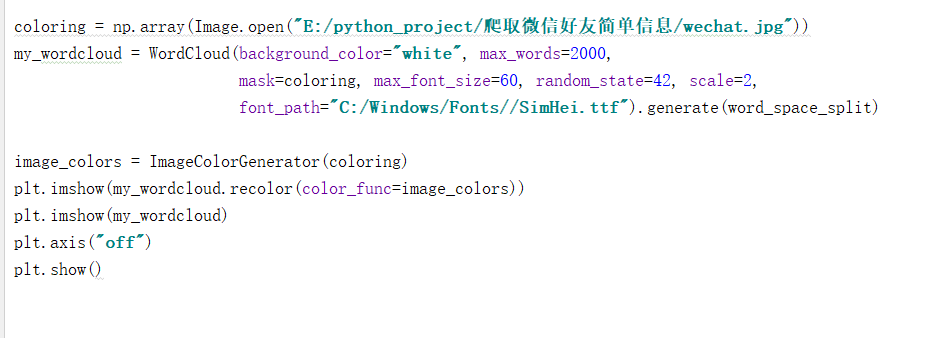 coloring = np.array(Image.open("E:/python_project/爬取微信好友简单信息/wechat.jpg"))
my_wordcloud = WordCloud(background_color="white", max_words=2000,
mask=coloring, max_font_size=60, random_state=42, scale=2,
font_path="C:/Windows/Fonts//SimHei.ttf").generate(word_space_split)
image_colors = ImageColorGenerator(coloring)
plt.imshow(my_wordcloud.recolor(color_func=image_colors))
plt.imshow(my_wordcloud)
plt.axis("off")
plt.show()